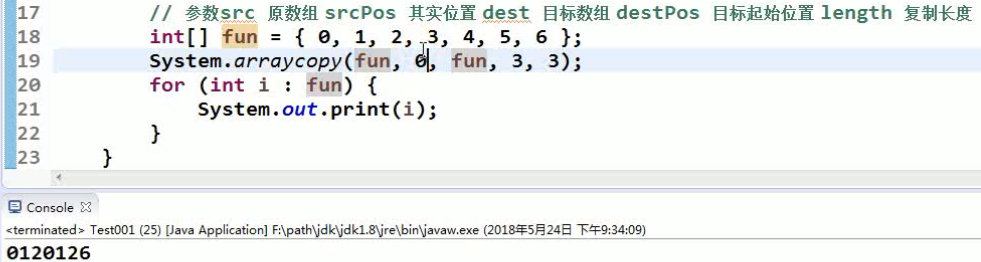 17 // 参数src 原数组 srcPos 其实位置 dest 目标数组 destPos 目标起始位置 length 复制长度
18 int[] fun = { 0, 1, 2, 3, 4, 5, 6 };
19 System.arraycopy(fun, 0, fun, 3, 3);
20 for (int i : fun) {
21 System.out.print(i);
22 }
23 }
Console
<terminated> Test001 (25) [Java Application] F:\path\jdk\jdk1.8\jre\bin\javaw.exe (2018年5月24日 下午9:34:09)
0120126